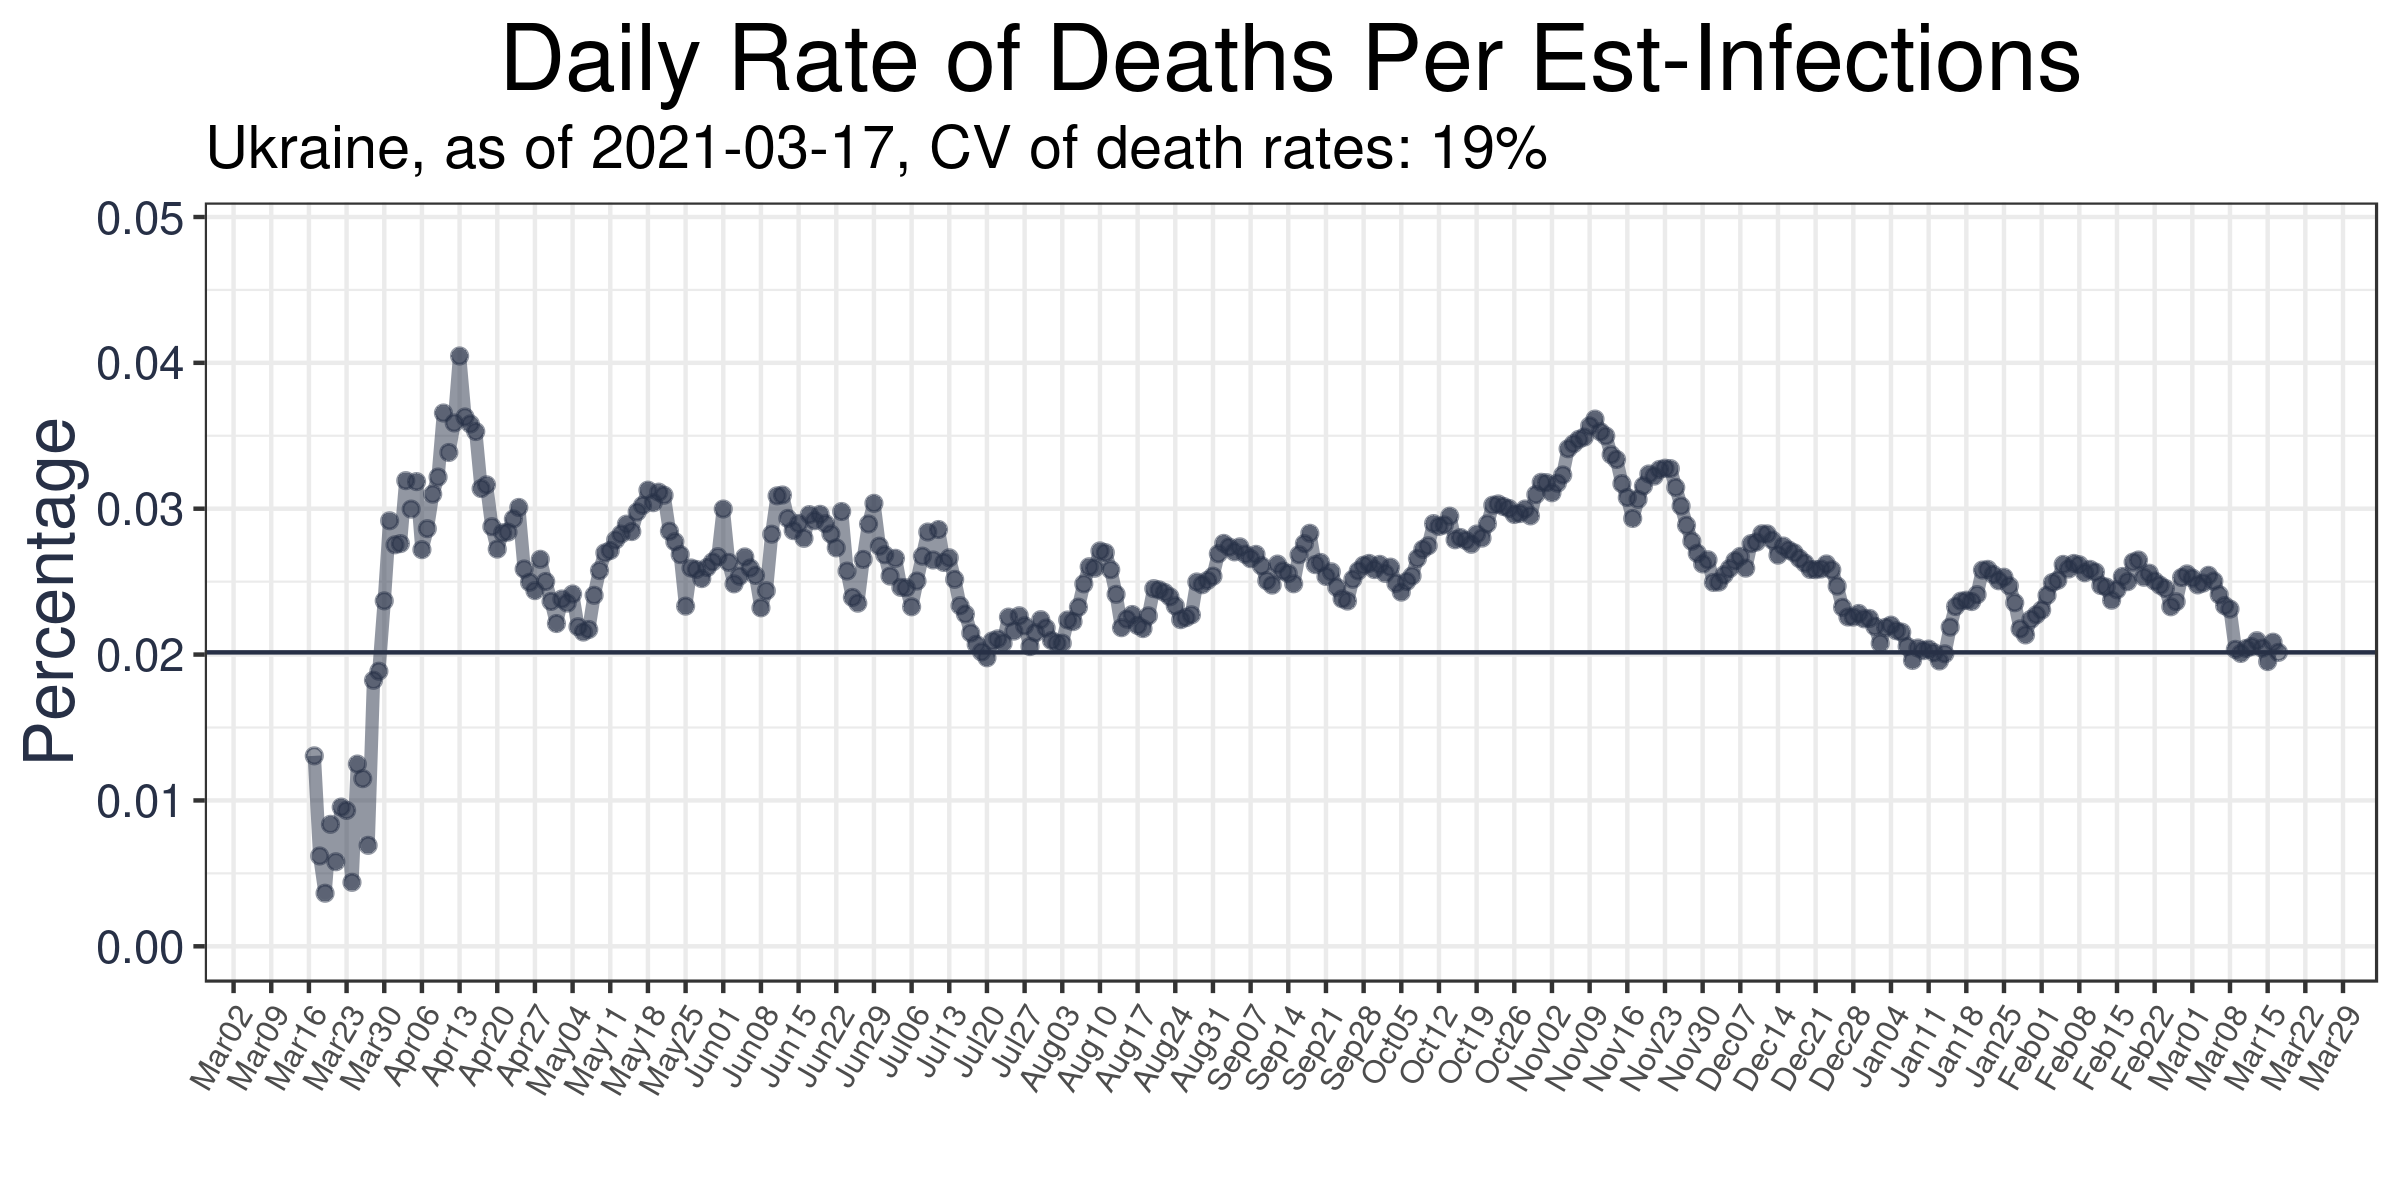 Daily Rate of Deaths Per Est-Infections
Ukraine, as of 2021-03-17, CV of death rates: 19%
Percentage
0.05
0.04
0.03
0.02
0.01
0.00
Mar02
Mar09
Mar16
Mar23
Mar30
Apr06
Apr13
Apr20
Apr27
May04
May11
May18
May25
Jun01
Jun08
Jun15
Jun22
Jun29
Jul06
Jul13
Jul20
Jul27
Aug03
Aug10
Aug17
Aug24
Aug31
Sep07
Sep14
Sep21
Sep28
Oct05
Oct12
Oct19
Oct26
Nov02
Nov09
Nov16
Nov23
Nov30
Dec07
Dec14
Dec21
Dec28
Jan04
Jan11
Jan18
Jan25
Feb01
Feb08
Feb15
Feb22
Mar01
Mar08
Mar15
Mar22
Mar29